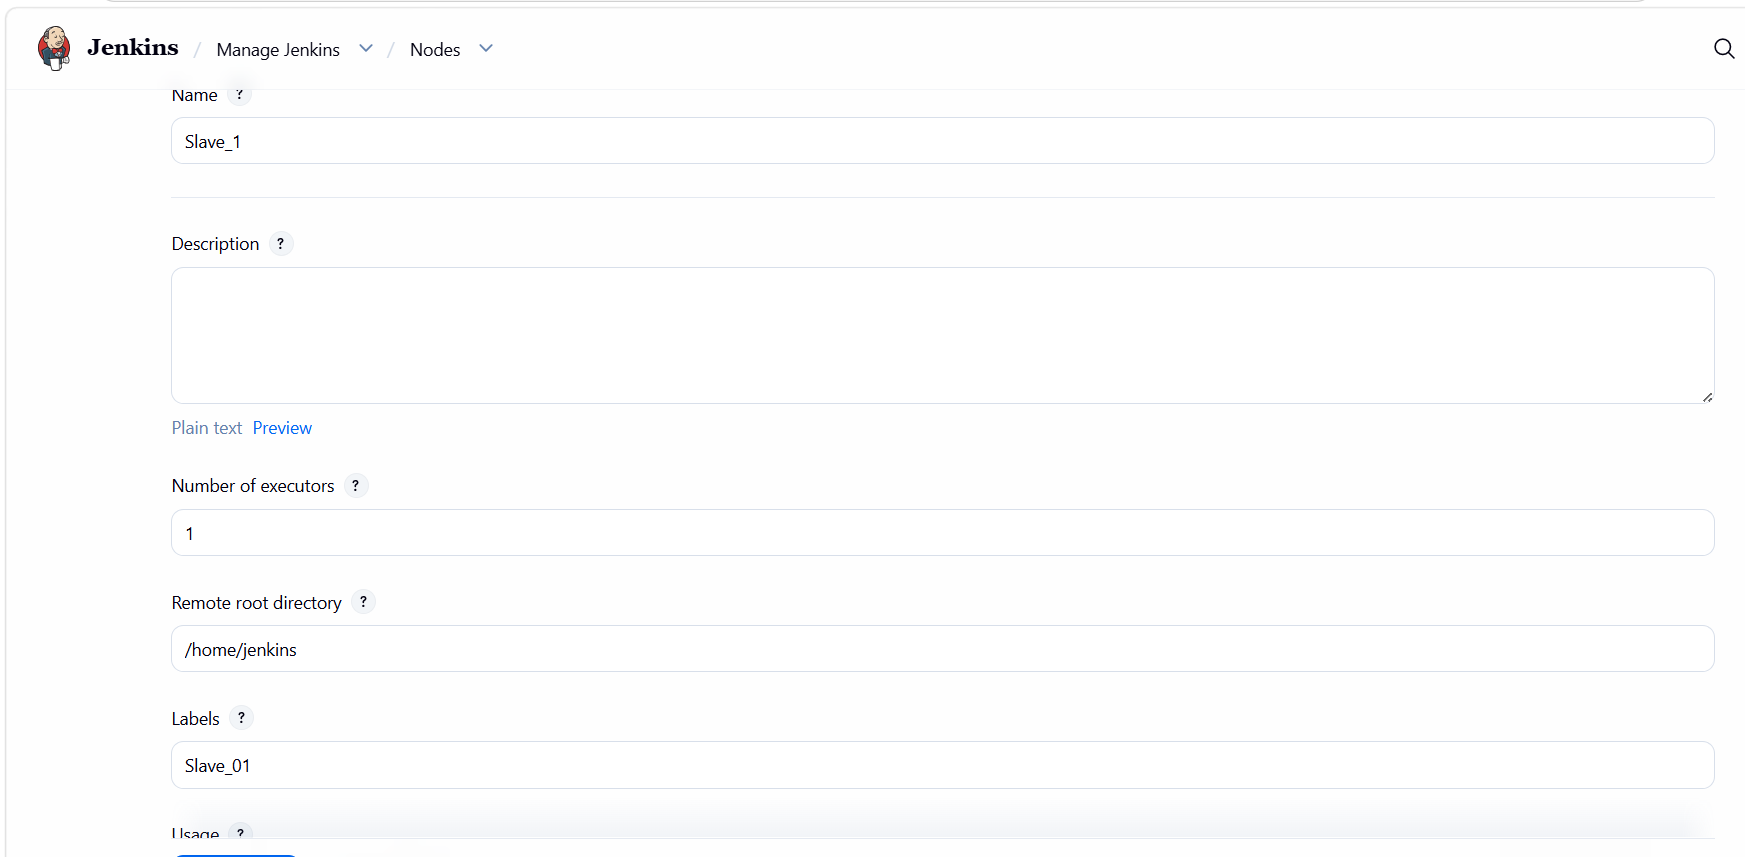 Jenkins / Manage Jenkins / Nodes
Name ?
Slave_1
Description ?
Plain text Preview
Number of executors ?
1
Remote root directory ?
/home/jenkins
Labels ?
Slave_01
Usage ?